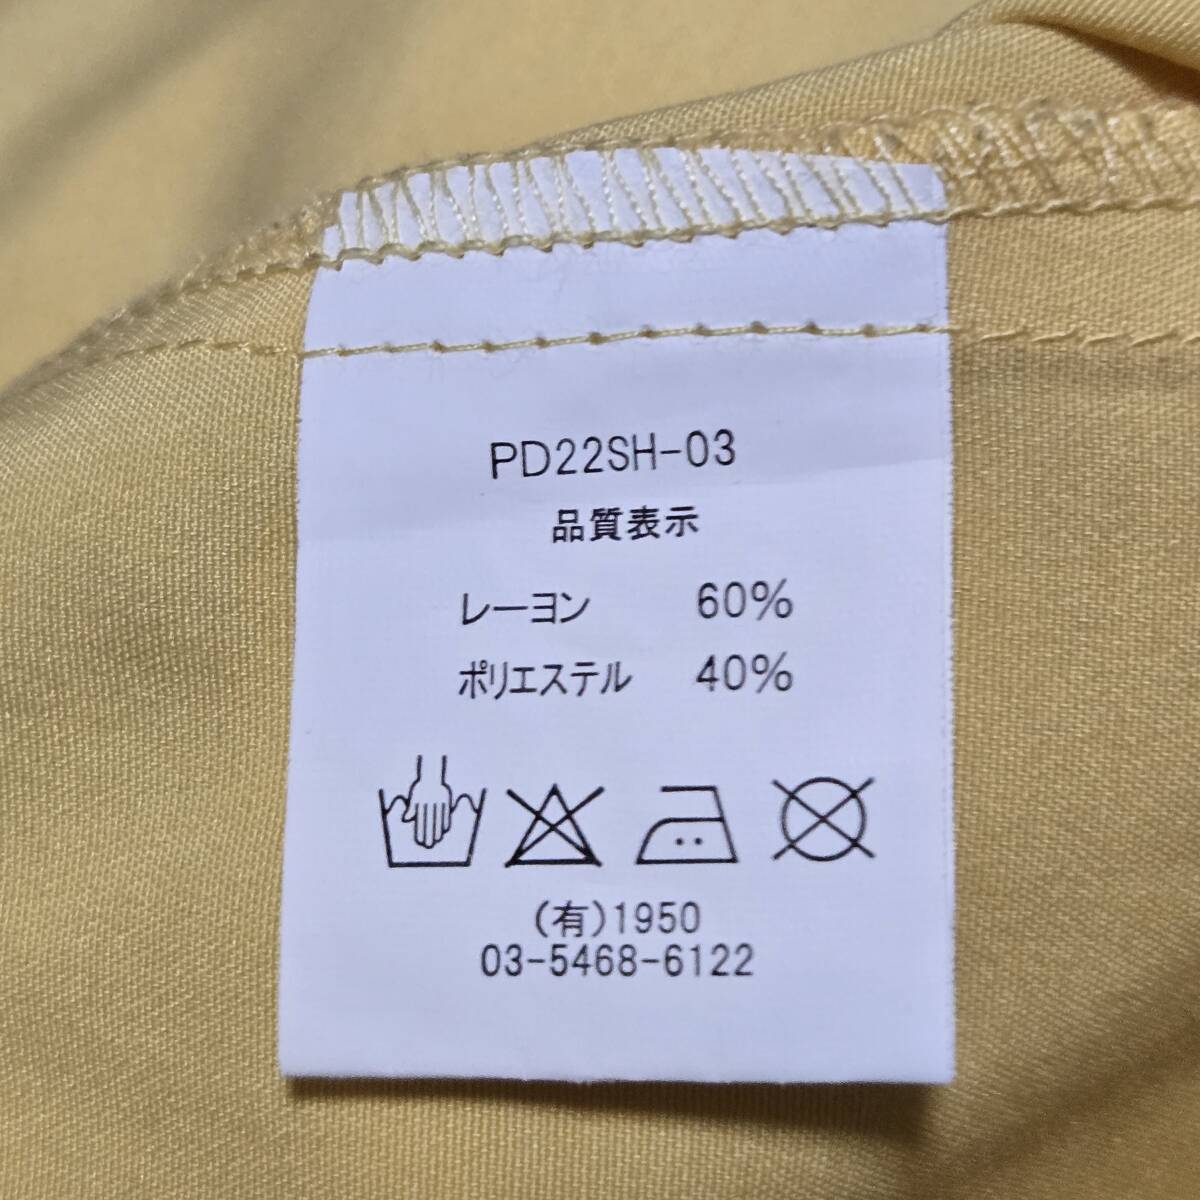 PD22SH-03
品質表示
レーヨン 60%
ポリエステル 40%
(有)1950
03-5468-6122